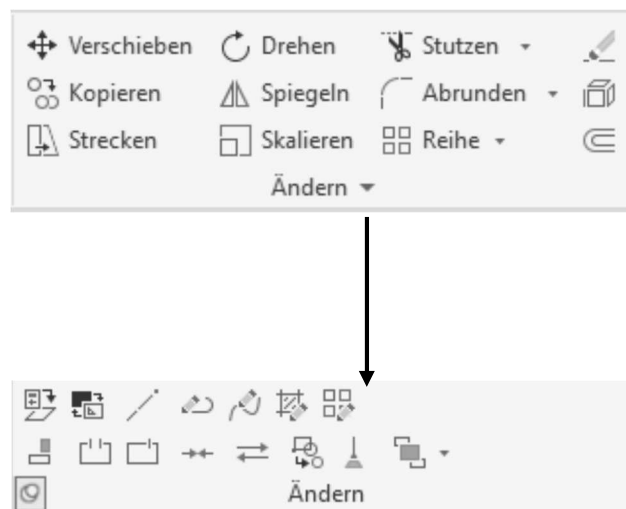 Verschieben Drehen Stutzen
Kopieren Spiegeln Abrunden
Strecken Skalieren Reihe
Ändern
Ändern